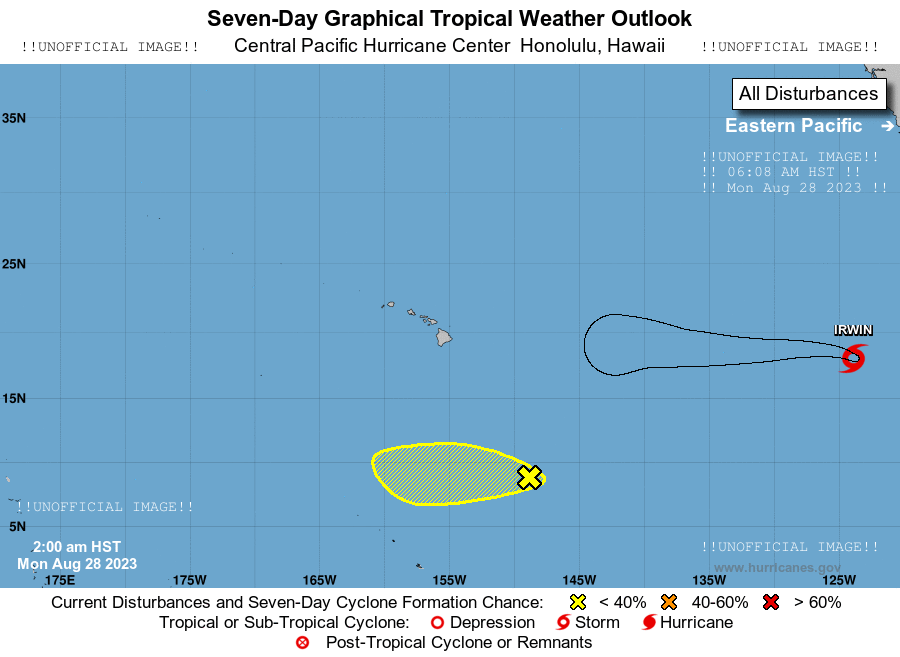 Seven-Day Graphical Tropical Weather Outlook
!!UNOFFICIAL IMAGE!! Central Pacific Hurricane Center Honolulu, Hawaii !!UNOFFICIAL IMAGE!!
All Disturbances
35N
Eastern Pacific ➔
!!UNOFFICIAL IMAGE!!
!! 06:08 AM HST !!
!! Mon Aug 28 2023 !!
25N
IRWIN
15N
!!UNOFFICIAL IMAGE!!
5N
2:00 am HST
Mon Aug 28 2023
!!UNOFFICIAL IMAGE!!
www.hurricanes.gov
175E 175W 165W 155W 145W 135W 125W
Current Disturbances and Seven-Day Cyclone Formation Chance: < 40% 40-60% > 60%
Tropical or Sub-Tropical Cyclone: Depression Storm Hurricane
Post-Tropical Cyclone or Remnants